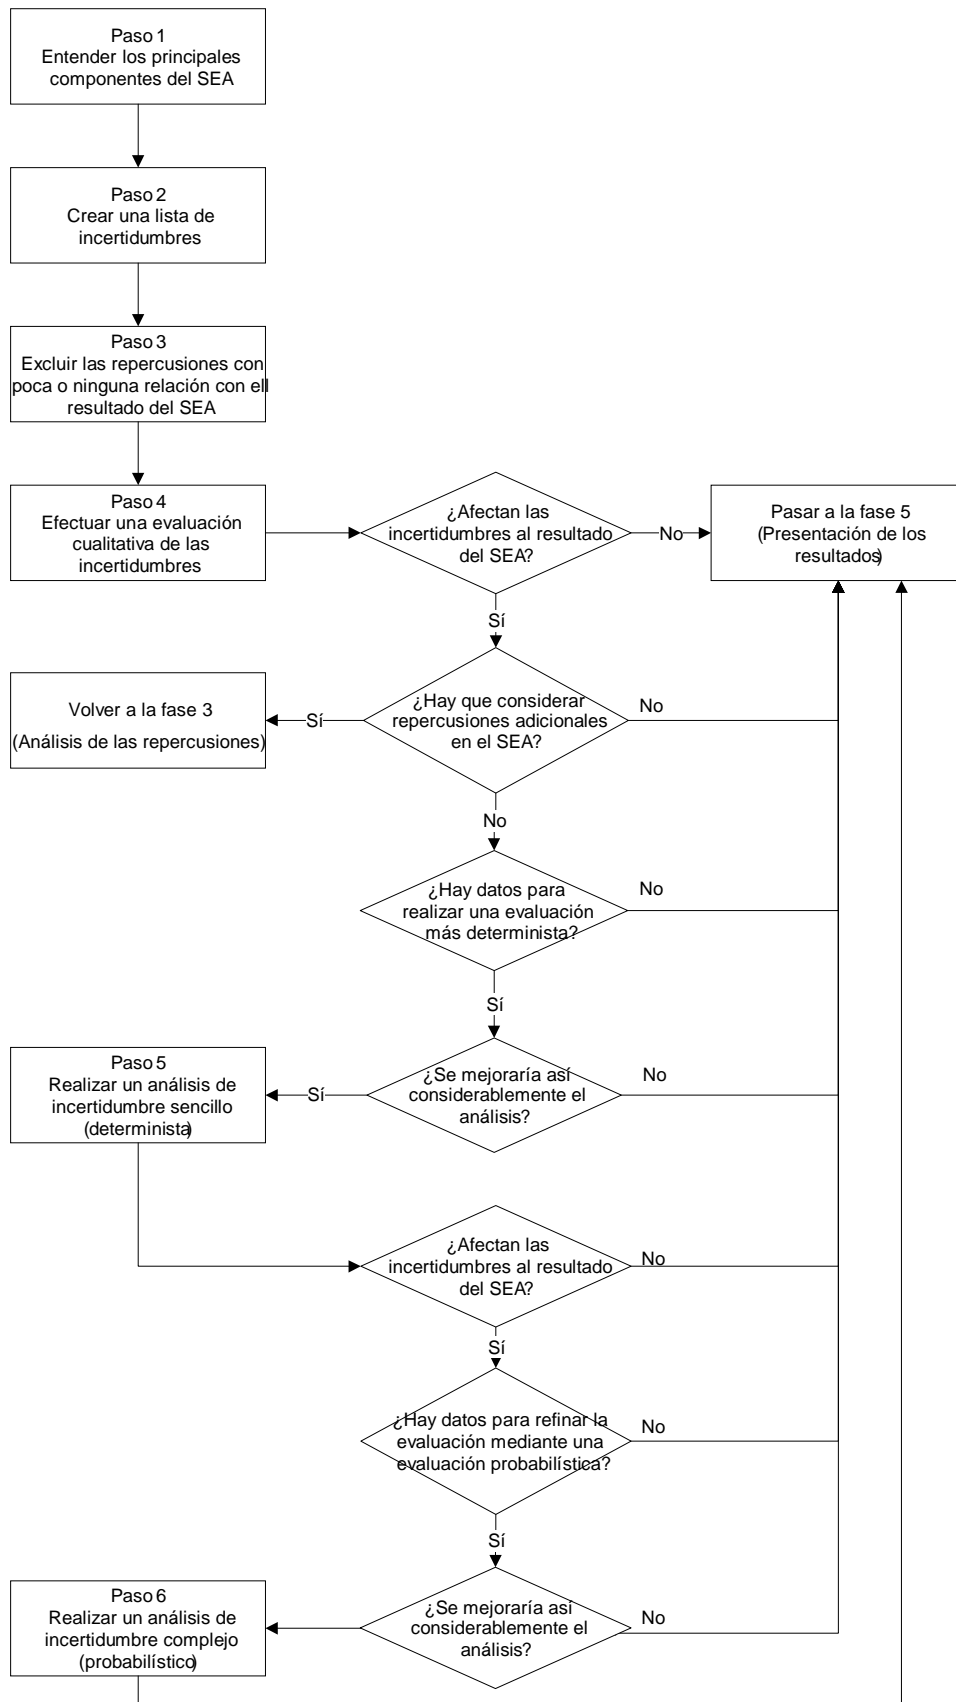 Paso 1
Entender los principales
componentes del SEA
Paso 2
Crear una lista de
incertidumbres
Paso 3
Excluir las repercusiones con
poca o ninguna relación con ell
resultado del SEA
Paso 4
Efectuar una evaluación
cualitativa de las
incertidumbres
¿Afectan las
incertidumbres al resultado
del SEA?
No
Pasar a la fase 5
(Presentación de los
resultados)
Sí
¿Hay que considerar
repercusiones adicionales
en el SEA?
No
Sí
Volver a la fase 3
(Análisis de las repercusiones)
No
¿Hay datos para
realizar una evaluación
más determinista?
No
Sí
¿Se mejoraría así
considerablemente el
análisis?
No
Sí
Paso 5
Realizar un análisis de
incertidumbre sencillo
(determinista)
¿Afectan las
incertidumbres al resultado
del SEA?
No
Sí
¿Hay datos para refinar la
evaluación mediante una
evaluación probabilística?
No
Sí
¿Se mejoraría así
considerablemente el
análisis?
No
Paso 6
Realizar un análisis de
incertidumbre complejo
(probabilístico)